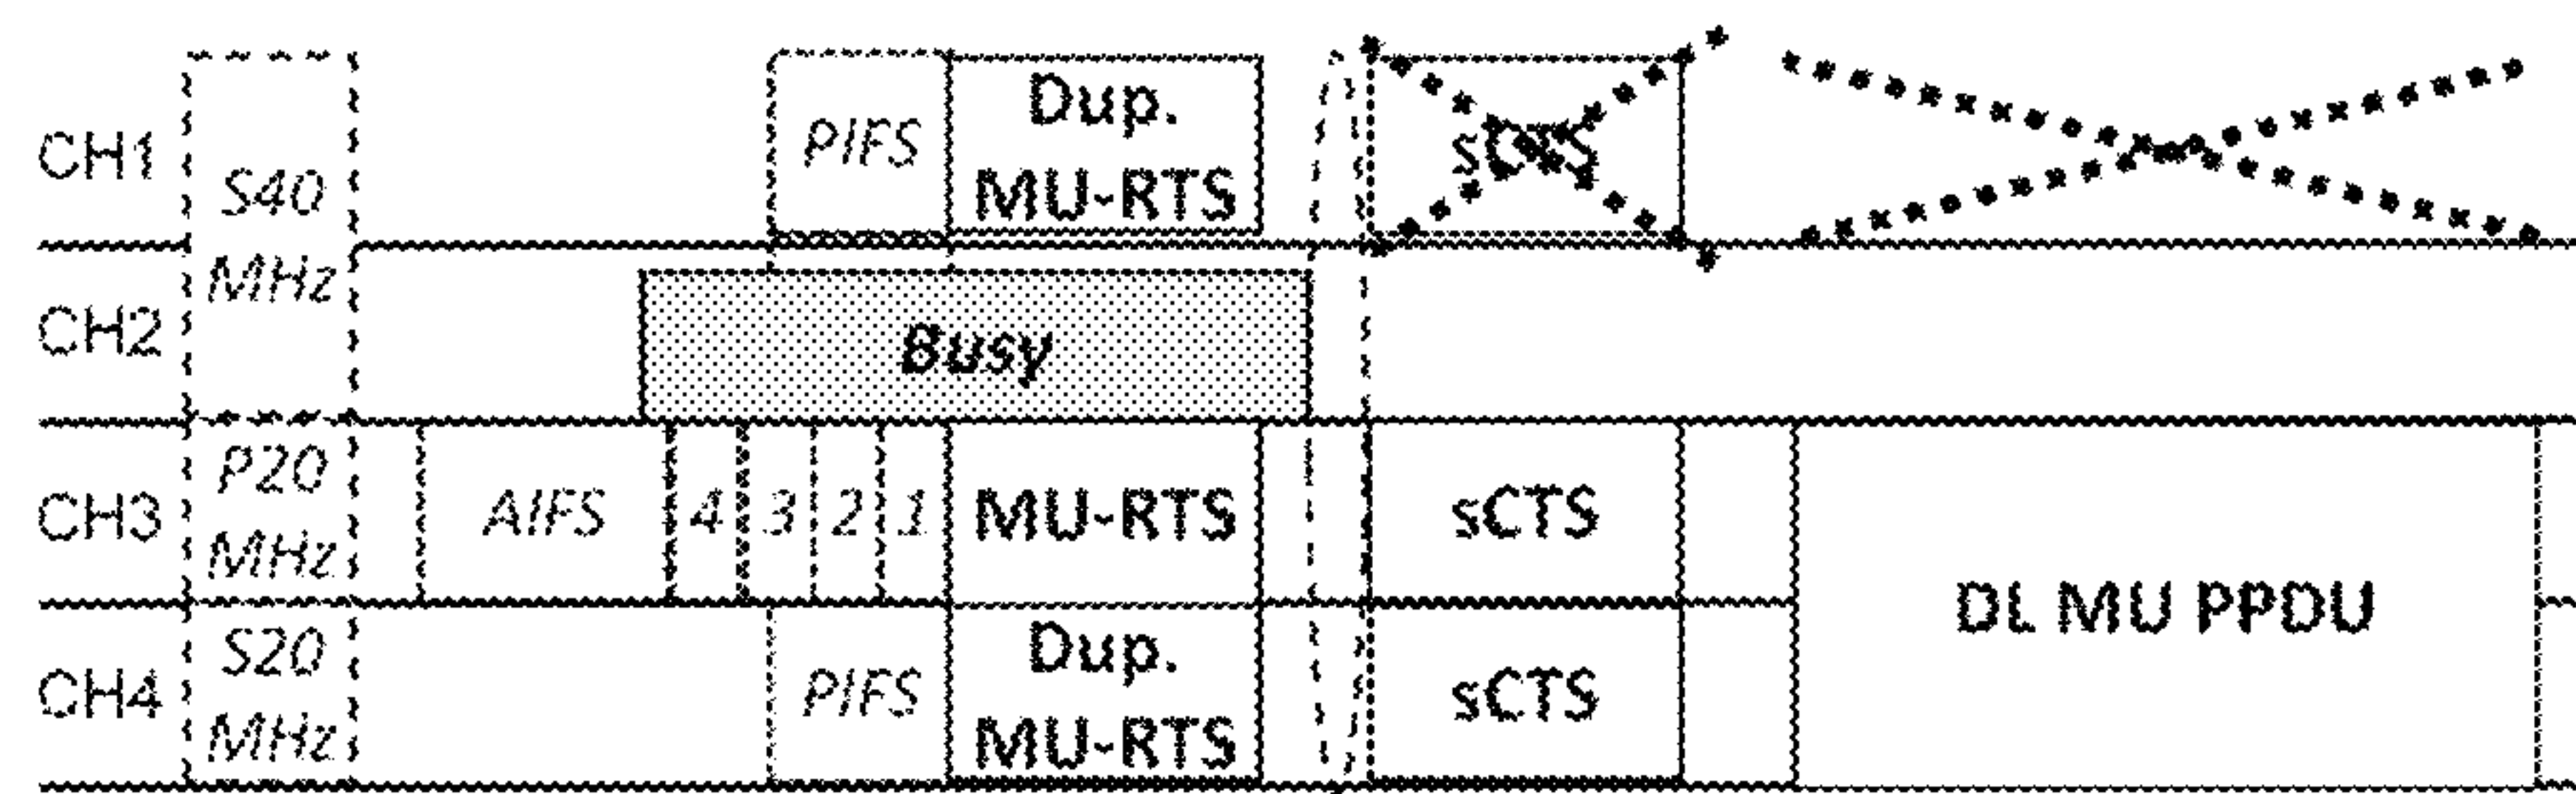 CH1
S40
MHz
PIFS
Dup.
MU-RTS
sCTS
CH2
Busy
CH3
P20
MHz
AIFS
4
3
2
1
MU-RTS
sCTS
CH4
S20
MHz
PIFS
Dup.
MU-RTS
sCTS
DL MU PPDU